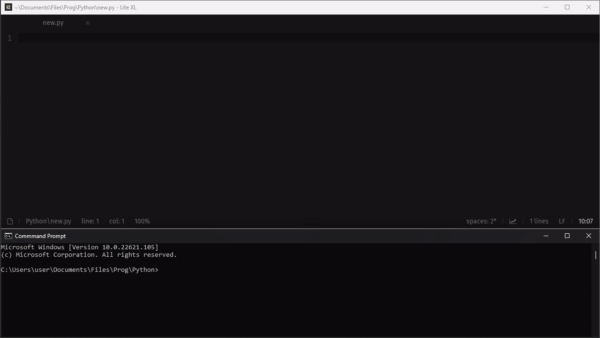 ~\Documents\Files\Prog\Python\new.py - Lite XL
new.py
1
Python\new.py line: 1 col: 1 100% spaces: 2* 1 lines LF 10:07
Commmand Prompt
Microsoft Windows [Version 10.0.22621.105]
(c) Microsoft Corporation. All rights reserved.
C:\Users\user\Documents\Files\Prog\Python>